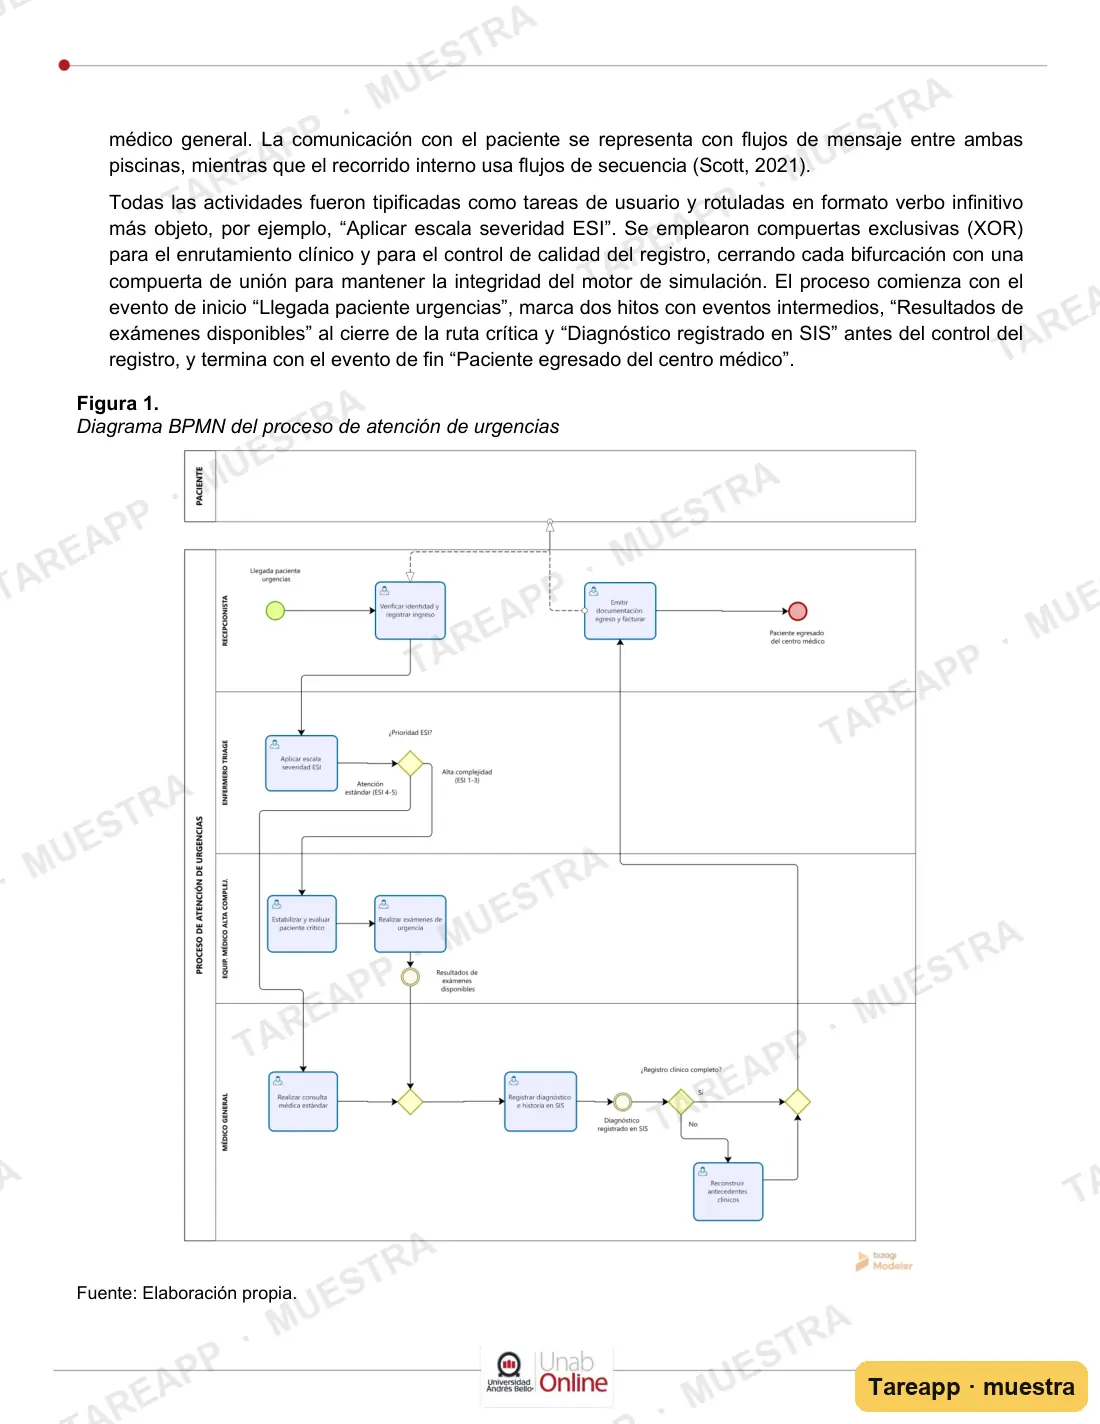 médico general. La comunicación con el paciente se representa con flujos de mensaje entre ambas
piscinas, mientras que el recorrido interno usa flujos de secuencia (Scott, 2021).
Todas las actividades fueron tipificadas como tareas de usuario y rotuladas en formato verbo infinitivo
más objeto, por ejemplo, “Aplicar escala severidad ESI”. Se emplearon compuertas exclusivas (XOR)
para el enrutamiento clínico y para el control de calidad del registro, cerrando cada bifurcación con una
compuerta de unión para mantener la integridad del motor de simulación. El proceso comienza con el
evento de inicio “Llegada paciente urgencias”, marca dos hitos con eventos intermedios, “Resultados de
exámenes disponibles” al cierre de la ruta crítica y “Diagnóstico registrado en SIS” antes del control del
registro, y termina con el evento de fin “Paciente egresado del centro médico”.
Figura 1.
Diagrama BPMN del proceso de atención de urgencias
PACIENTE
PROCESO DE ATENCIÓN DE URGENCIAS
RECEPCIONISTA
Llegada paciente
urgencias
Verificar identidad y
registrar ingreso
Emitir
documentación
egreso y facturar
Paciente egresado
del centro médico
ENFERMERO TRIAGE
Aplicar escala
severidad ESI
¿Prioridad ESI?
Atención
estándar (ESI 4-5)
Alta complejidad
(ESI 1-3)
EQUIP. MÉDICO ALTA COMPLEJ.
Estabilizar y evaluar
paciente crítico
Realizar exámenes de
urgencia
Resultados de
exámenes
disponibles
MÉDICO GENERAL
Realizar consulta
médica estándar
Registrar diagnóstico
e historia en SIS
Diagnóstico
registrado en SIS
¿Registro clínico completo?
Sí
No
Reconstruir
antecedentes
clínicos
bizagi
Modeler
Fuente: Elaboración propia.
Universidad
Andrés Bello
Unab
Online
Tareapp · muestra
TAREAPP · MUESTRA